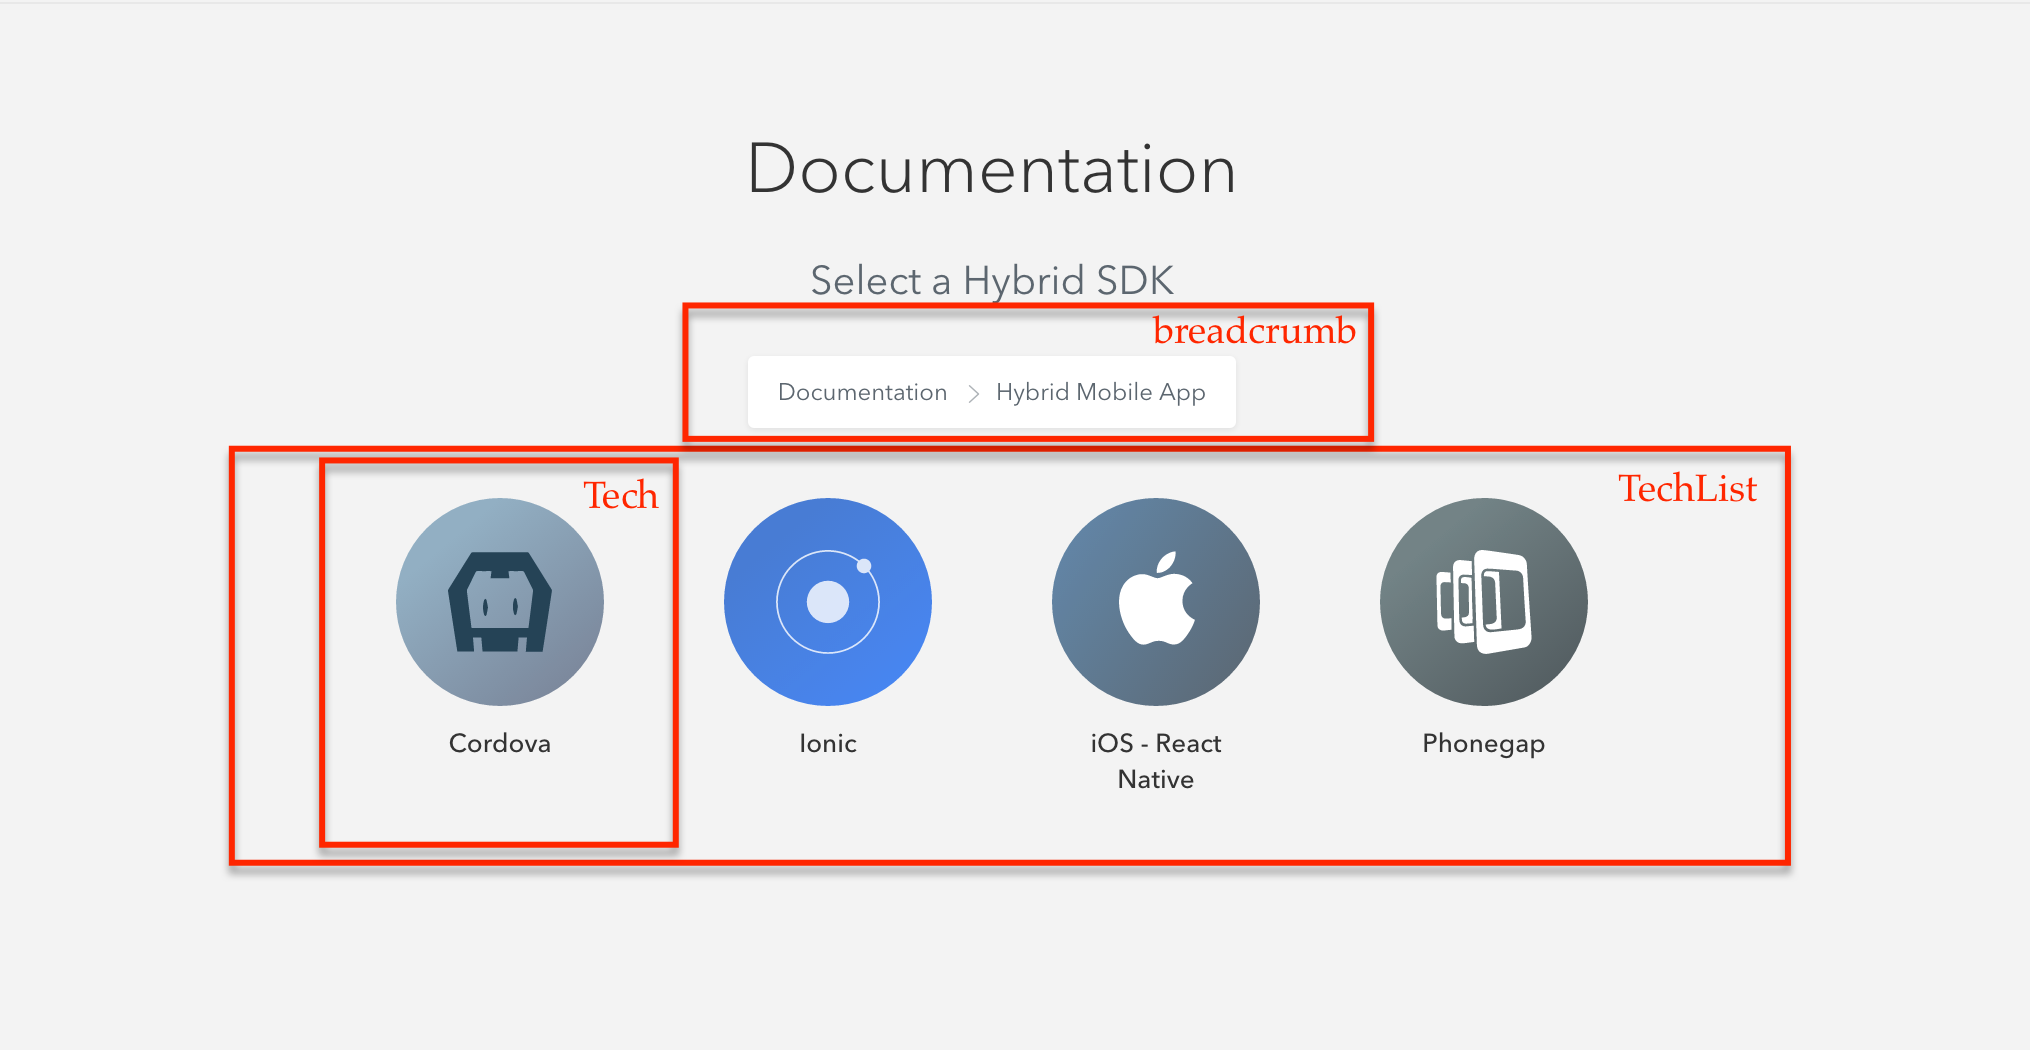 Documentation
Select a Hybrid SDK
breadcrumb
Documentation > Hybrid Mobile App
TechList
Tech
Cordova
Ionic
iOS - React
Native
Phonegap